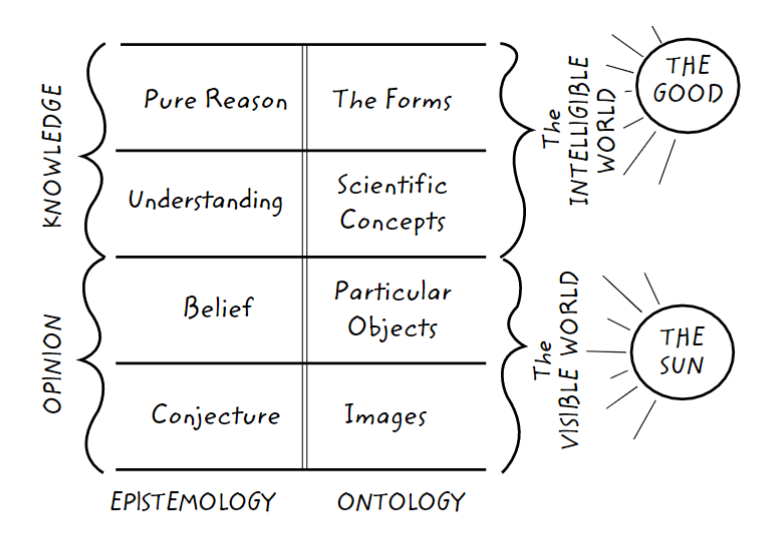 KNOWLEDGE
OPINION
Pure Reason
The Forms
Understanding
Scientific
Concepts
Belief
Particular
Objects
Conjecture
Images
EPISTEMOLOGY
ONTOLOGY
The
INTELLIGIBLE
WORLD
The
VISIBLE WORLD
THE
GOOD
THE
SUN